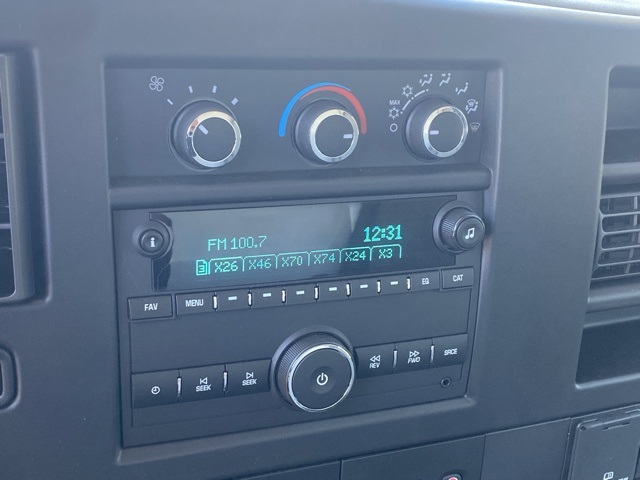 MAX
FM 100.7 12:31
X26 X46 X70 X74 X24 X3
FAV MENU EQ CAT
SEEK SEEK REV FWD SRCE